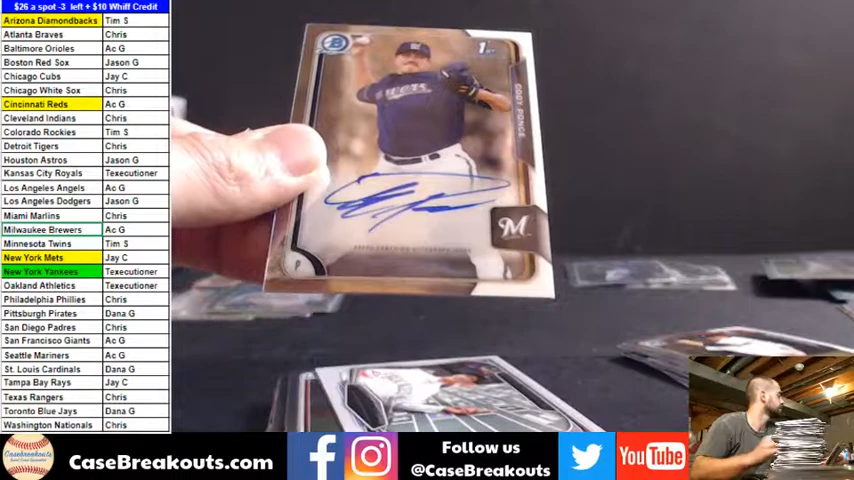 $26 a spot -3 left + $10 Whiff Credit
Arizona Diamondbacks Tim S
Atlanta Braves Chris
Baltimore Orioles Ac G
Boston Red Sox Jason G
Chicago Cubs Jay C
Chicago White Sox Chris
Cincinnati Reds Ac G
Cleveland Indians Chris
Colorado Rockies Tim S
Detroit Tigers Chris
Houston Astros Jason G
Kansas City Royals Texecutioner
Los Angeles Angels Ac G
Los Angeles Dodgers Jason G
Miami Marlins Chris
Milwaukee Brewers Ac G
Minnesota Twins Tim S
New York Mets Jay C
New York Yankees Texecutioner
Oakland Athletics Texecutioner
Philadelphia Phillies Chris
Pittsburgh Pirates Dana G
San Diego Padres Chris
San Francisco Giants Ac G
Seattle Mariners Ac G
St. Louis Cardinals Dana G
Tampa Bay Rays Jay C
Texas Rangers Chris
Toronto Blue Jays Dana G
Washington Nationals Chris
B
1st
CODY PONCE
M
TOPPS CERTIFIED AUTOGRAPH ISSUE
P
Casebreakouts
CaseBreakouts.com
Follow us
@CaseBreakouts
YouTube